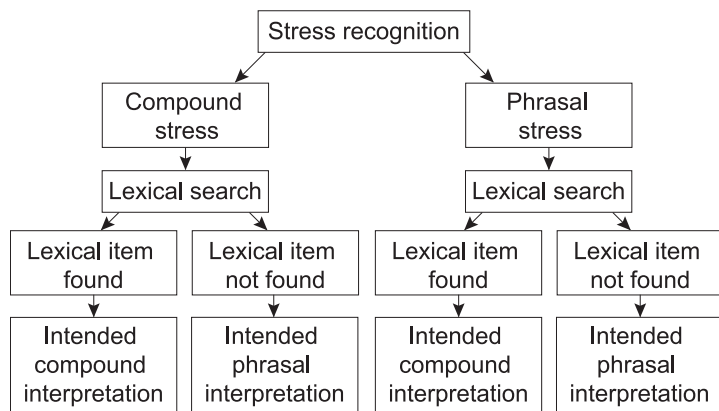 Stress recognition
Compound
stress
Phrasal
stress
Lexical search
Lexical search
Lexical item
found
Lexical item
not found
Lexical item
found
Lexical item
not found
Intended
compound
interpretation
Intended
phrasal
interpretation
Intended
compound
interpretation
Intended
phrasal
interpretation